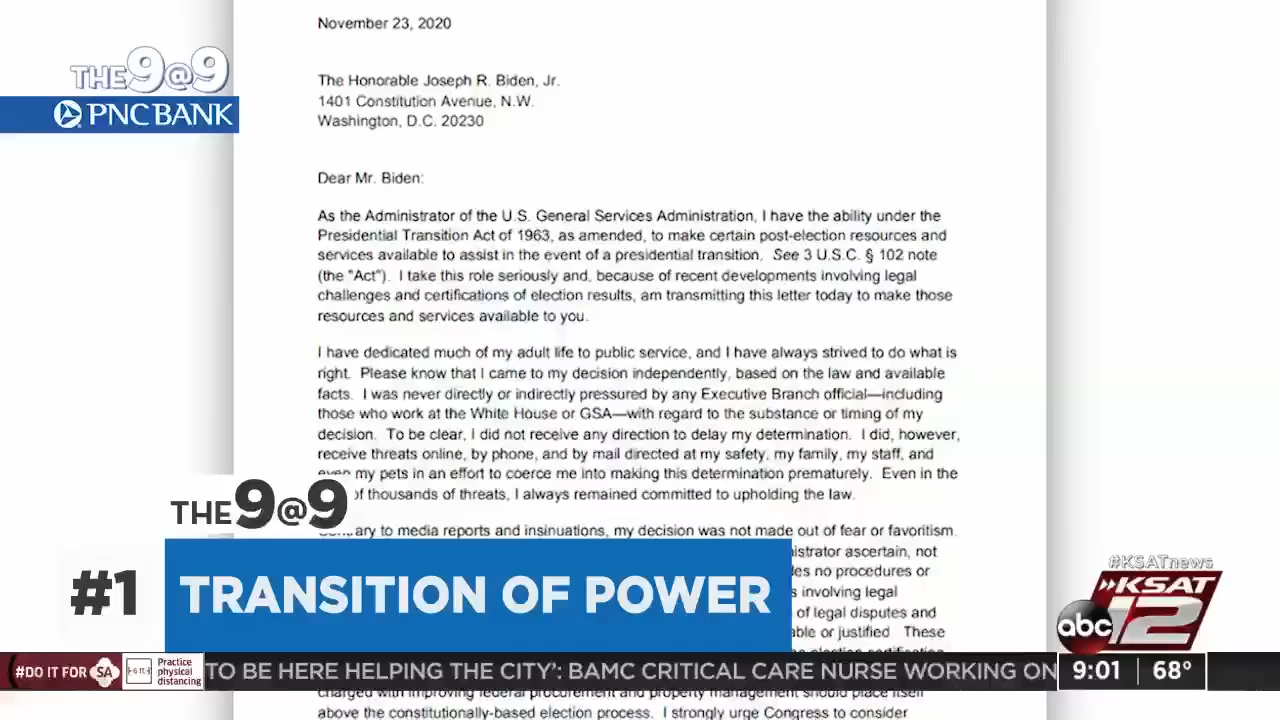 November 23, 2020
THE 9@9
PNC BANK
The Honorable Joseph R. Biden, Jr.
1401 Constitution Avenue, N.W.
Washington, D.C. 20230
Dear Mr. Biden:
As the Administrator of the U.S. General Services Administration, I have the ability under the
Presidential Transition Act of 1963, as amended, to make certain post-election resources and
services available to assist in the event of a presidential transition. See 3 U.S.C. § 102 note
(the "Act"). I take this role seriously and, because of recent developments involving legal
challenges and certifications of election results, am transmitting this letter today to make those
resources and services available to you.
I have dedicated much of my adult life to public service, and I have always strived to do what is
right. Please know that I came to my decision independently, based on the law and available
facts. I was never directly or indirectly pressured by any Executive Branch official—including
those who work at the White House or GSA—with regard to the substance or timing of my
decision. To be clear, I did not receive any direction to delay my determination. I did, however,
receive threats online, by phone, and by mail directed at my safety, my family, my staff, and
even my pets in an effort to coerce me into making this determination prematurely. Even in the
of thousands of threats, I always remained committed to upholding the law.
THE 9@9
ary to media reports and insinuations, my decision was not made out of fear or favoritism.
istrator ascertain, not
des no procedures or
s involving legal
of legal disputes and
able or justified These
#1 TRANSITION OF POWER
#KSATnews
KSAT
abc 12
#DO IT FOR SA
6 ft
Practice
physical
distancing
TO BE HERE HELPING THE CITY': BAMC CRITICAL CARE NURSE WORKING ON
9:01 68°
charged with improving federal procurement and property management should place itself
above the constitutionally-based election process. I strongly urge Congress to consider